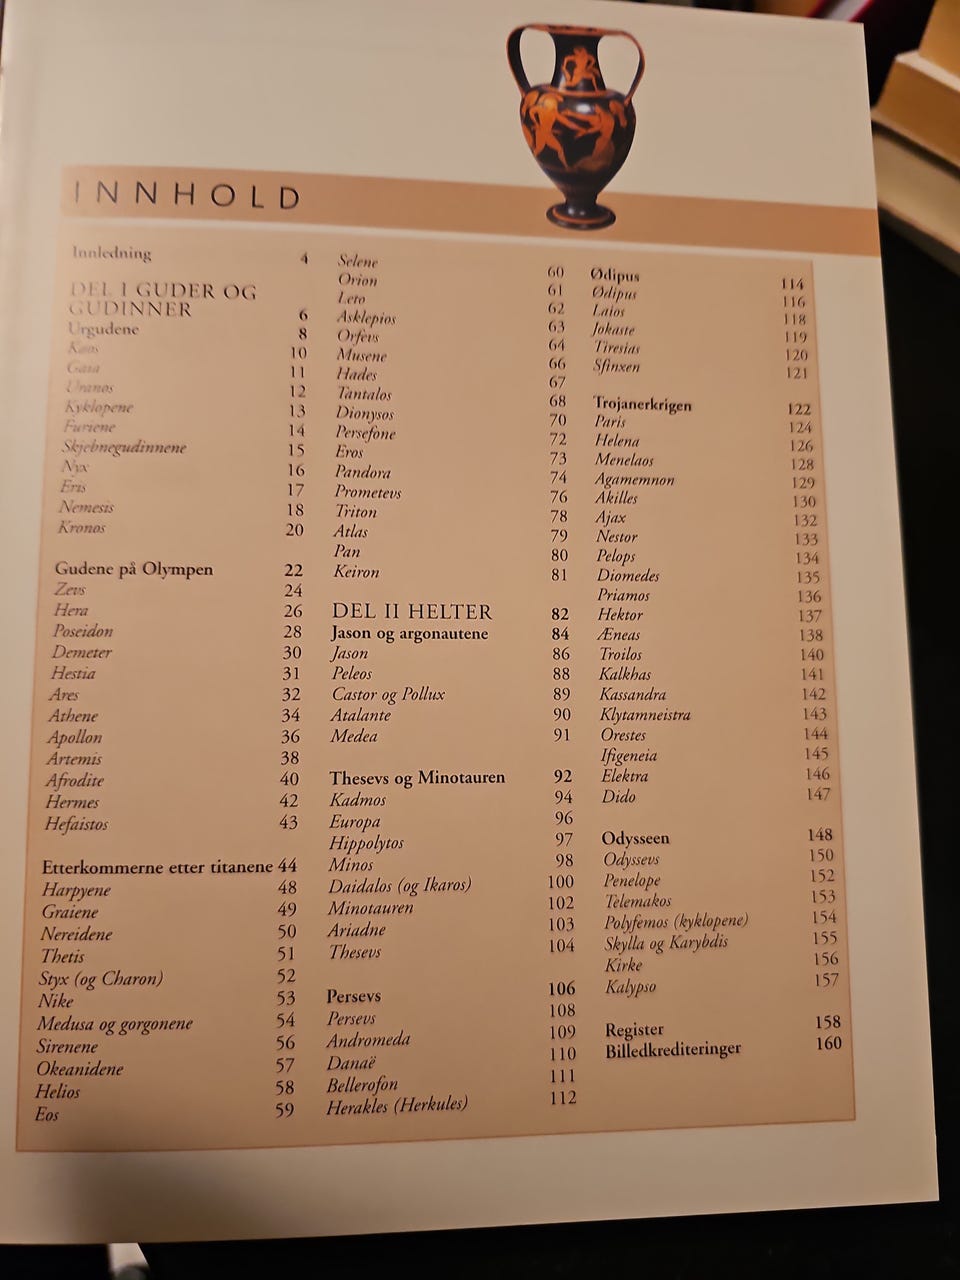 INNHOLD
Innledning 4
DEL I GUDER OG
GUDINNER 6
Urgudene 8
Kaos 10
Gaia 11
Uranos 12
Kyklopene 13
Furiene 14
Skjebnegudinnene 15
Nyx 16
Eris 17
Nemesis 18
Kronos 20
Gudene på Olympen 22
Zevs 24
Hera 26
Poseidon 28
Demeter 30
Hestia 31
Ares 32
Athene 34
Apollon 36
Artemis 38
Afrodite 40
Hermes 42
Hefaistos 43
Etterkommerne etter titanene 44
Harpyene 48
Graiene 49
Nereidene 50
Thetis 51
Styx (og Charon) 52
Nike 53
Medusa og gorgonene 54
Sirenene 56
Okeanidene 57
Helios 58
Eos 59
Selene 60
Orion 61
Leto 62
Asklepios 63
Orfevs 64
Musene 66
Hades 67
Tantalos 68
Dionysos 70
Persefone 72
Eros 73
Pandora 74
Prometevs 76
Triton 78
Atlas 79
Pan 80
Keiron 81
DEL II HELTER 82
Jason og argonautene 84
Jason 86
Peleos 88
Castor og Pollux 89
Atalante 90
Medea 91
Thesevs og Minotauren 92
Kadmos 94
Europa 96
Hippolytos 97
Minos 98
Daidalos (og Ikaros) 100
Minotauren 102
Ariadne 103
Thesevs 104
Persevs 106
Persevs 108
Andromeda 109
Danaë 110
Bellerofon 111
Herakles (Herkules) 112
Ødipus 114
Ødipus 116
Laios 118
Jokaste 119
Tiresias 120
Sfinxen 121
Trojanerkrigen 122
Paris 124
Helena 126
Menelaos 128
Agamemnon 129
Akilles 130
Ajax 132
Nestor 133
Pelops 134
Diomedes 135
Priamos 136
Hektor 137
Æneas 138
Troilos 140
Kalkhas 141
Kassandra 142
Klytamneistra 143
Orestes 144
Ifigeneia 145
Elektra 146
Dido 147
Odysseen 148
Odyssevs 150
Penelope 152
Telemakos 153
Polyfemos (kyklopene) 154
Skylla og Karybdis 155
Kirke 156
Kalypso 157
Register 158
Billedkrediteringer 160